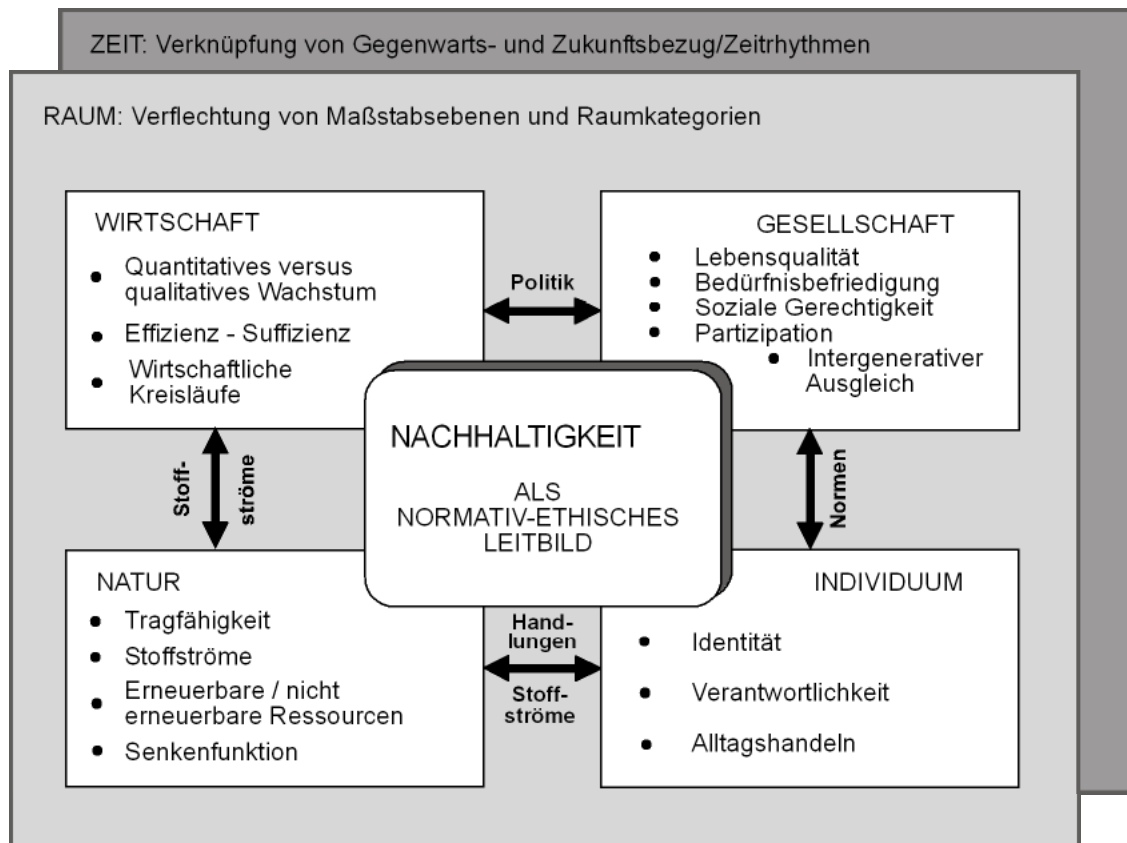 ZEIT: Verknüpfung von Gegenwarts- und Zukunftsbezug/Zeitrhythmen
RAUM: Verflechtung von Maßstabsebenen und Raumkategorien
WIRTSCHAFT
• Quantitatives versus
qualitatives Wachstum
• Effizienz - Suffizienz
• Wirtschaftliche
Kreisläufe
Politik
GESELLSCHAFT
• Lebensqualität
• Bedürfnisbefriedigung
• Soziale Gerechtigkeit
• Partizipation
• Intergenerativer
Ausgleich
Stoff-
ströme
NACHHALTIGKEIT
ALS
NORMATIV-ETHISCHES
LEITBILD
Normen
NATUR
• Tragfähigkeit
• Stoffströme
• Erneuerbare / nicht
erneuerbare Ressourcen
• Senkenfunktion
Hand-
lungen
Stoff-
ströme
INDIVIDUUM
• Identität
• Verantwortlichkeit
• Alltagshandeln